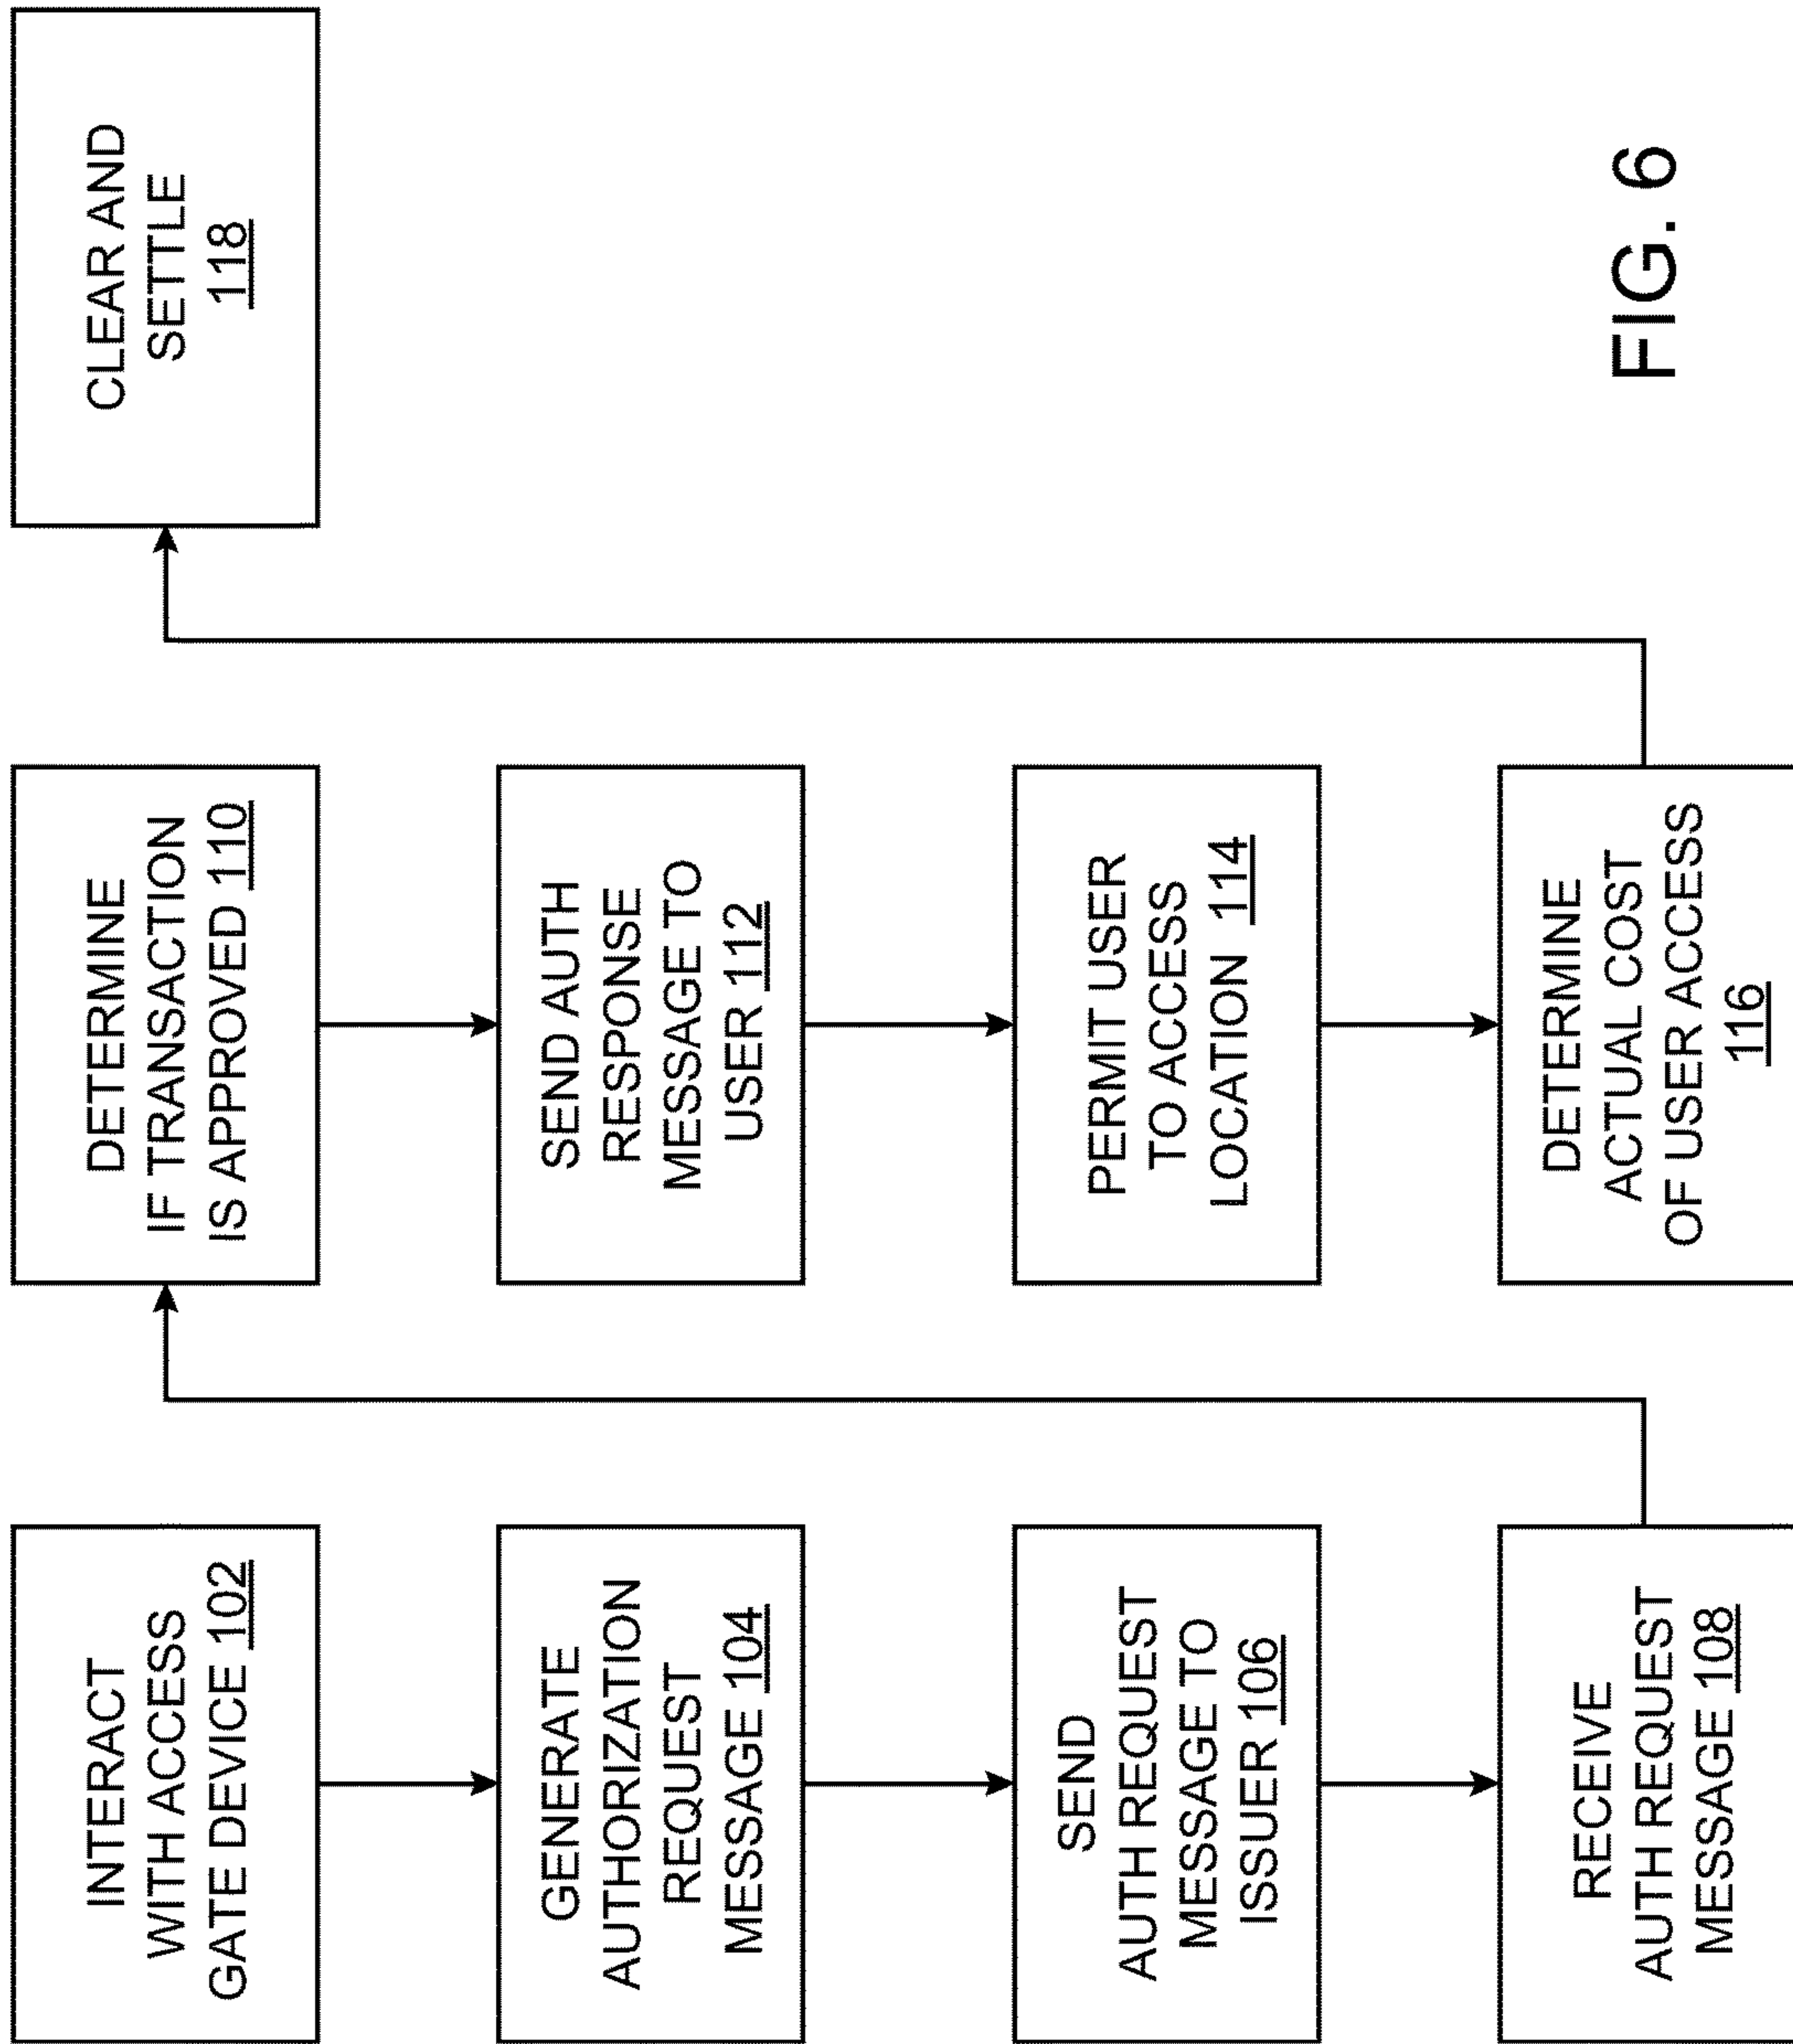 INTERACT
WITH ACCESS
GATE DEVICE 102
GENERATE
AUTHORIZATION
REQUEST
MESSAGE 104
SEND
AUTH REQUEST
MESSAGE TO
ISSUER 106
RECEIVE
AUTH REQUEST
MESSAGE 108
DETERMINE
IF TRANSACTION
IS APPROVED 110
SEND AUTH
RESPONSE
MESSAGE TO
USER 112
PERMIT USER
TO ACCESS
LOCATION 114
DETERMINE
ACTUAL COST
OF USER ACCESS
116
CLEAR AND
SETTLE
118
FIG. 6